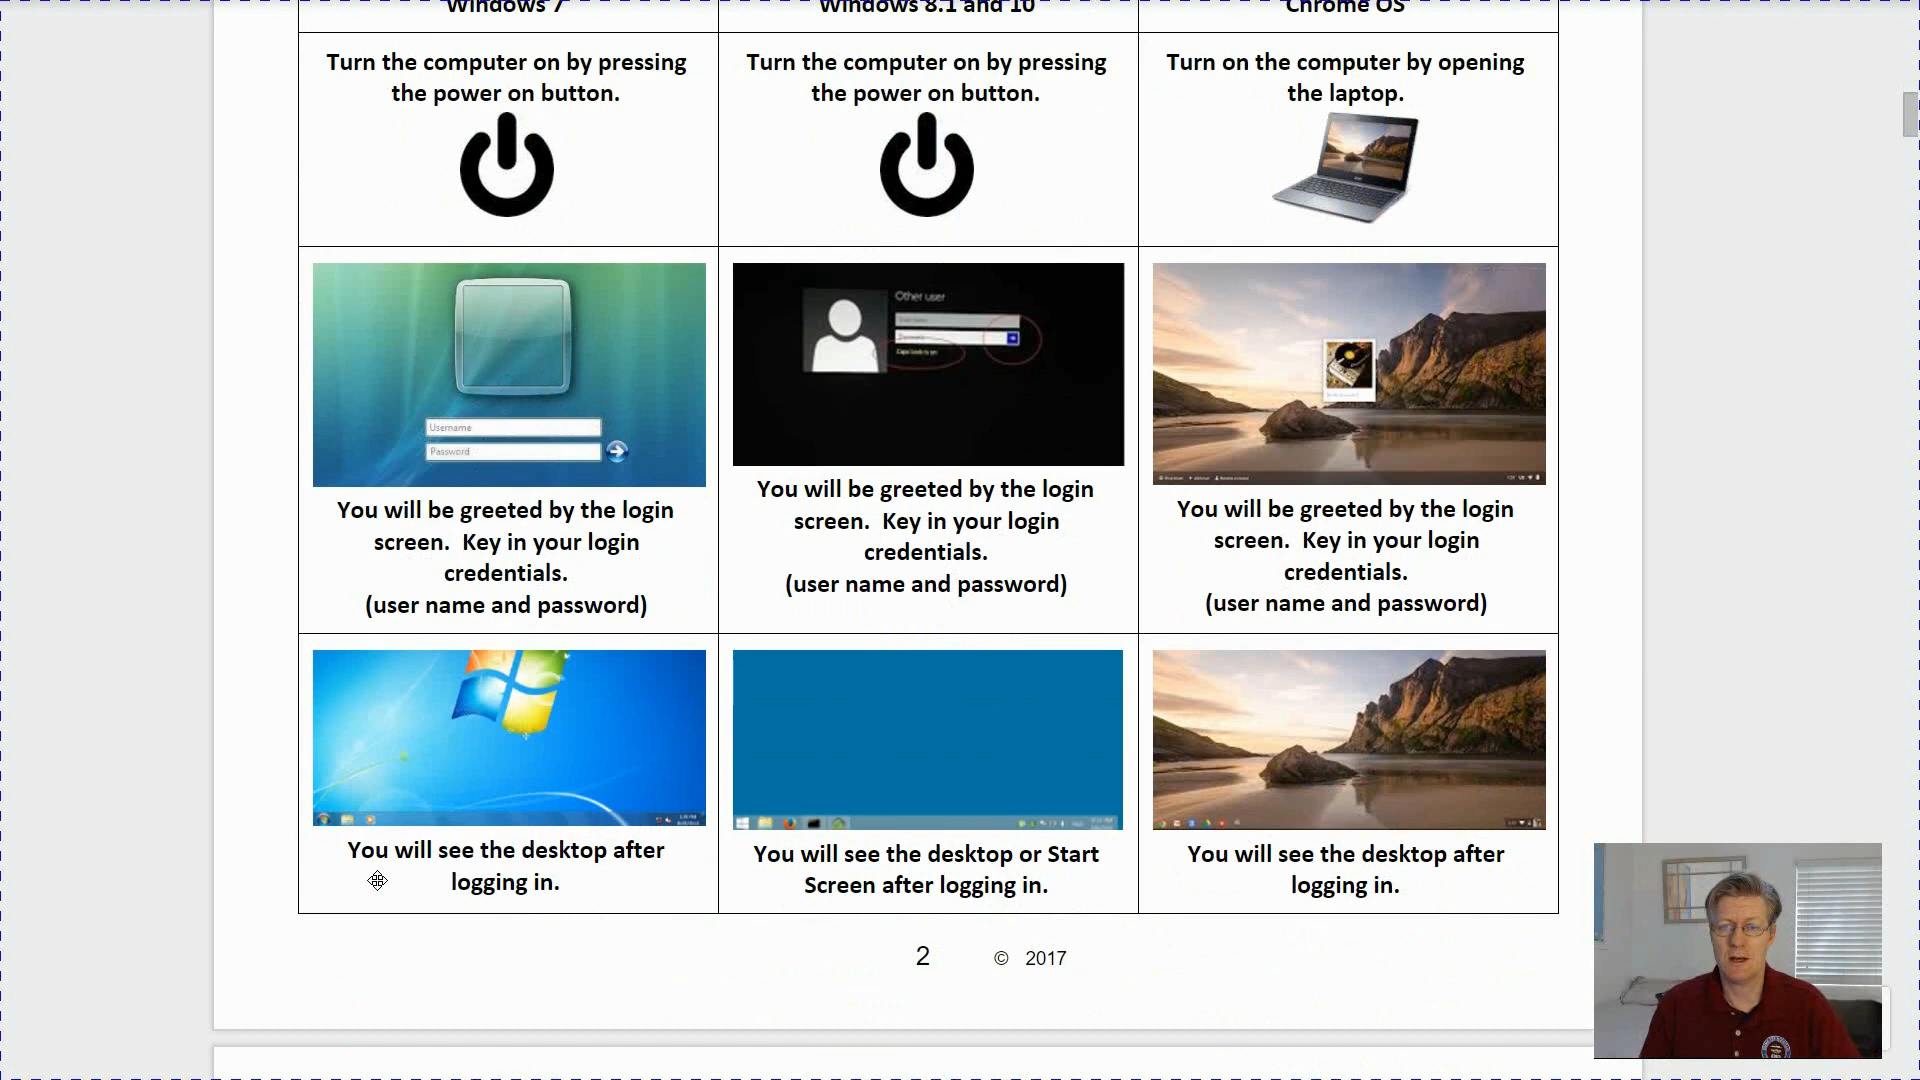 Windows 7
Windows 8.1 and 10
Chrome OS
Turn the computer on by pressing
the power on button.
Turn the computer on by pressing
the power on button.
Turn on the computer by opening
the laptop.
Username
Password
You will be greeted by the login
screen. Key in your login
credentials.
(user name and password)
Other user
You will be greeted by the login
screen. Key in your login
credentials.
(user name and password)
You will be greeted by the login
screen. Key in your login
credentials.
(user name and password)
You will see the desktop after
logging in.
You will see the desktop or Start
Screen after logging in.
You will see the desktop after
logging in.
2 © 2017